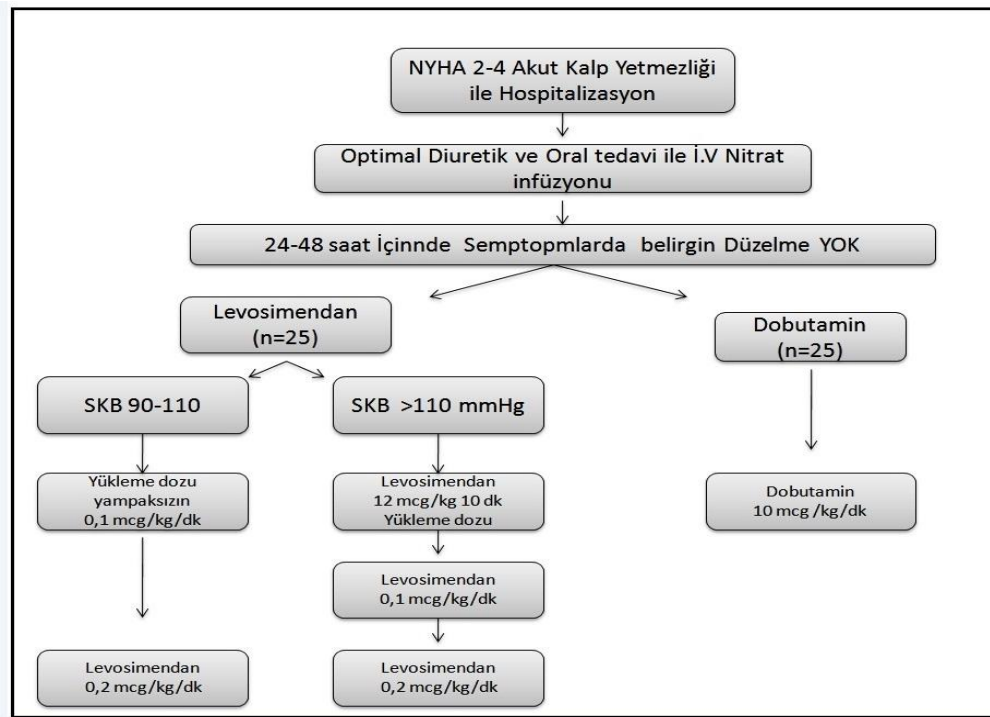 NYHA 2-4 Akut Kalp Yetmezliği
ile Hospitalizasyon
Optimal Diuretik ve Oral tedavi ile İ.V Nitrat
infüzyonu
24-48 saat İçinnde Semptopmlarda belirgin Düzelme YOK
Levosimendan
(n=25)
Dobutamin
(n=25)
SKB 90-110
SKB >110 mmHg
Yükleme dozu
yampaksızın
0,1 mcg/kg/dk
Levosimendan
12 mcg/kg 10 dk
Yükleme dozu
Dobutamin
10 mcg /kg/dk
Levosimendan
0,1 mcg/kg/dk
Levosimendan
0,2 mcg/kg/dk
Levosimendan
0,2 mcg/kg/dk